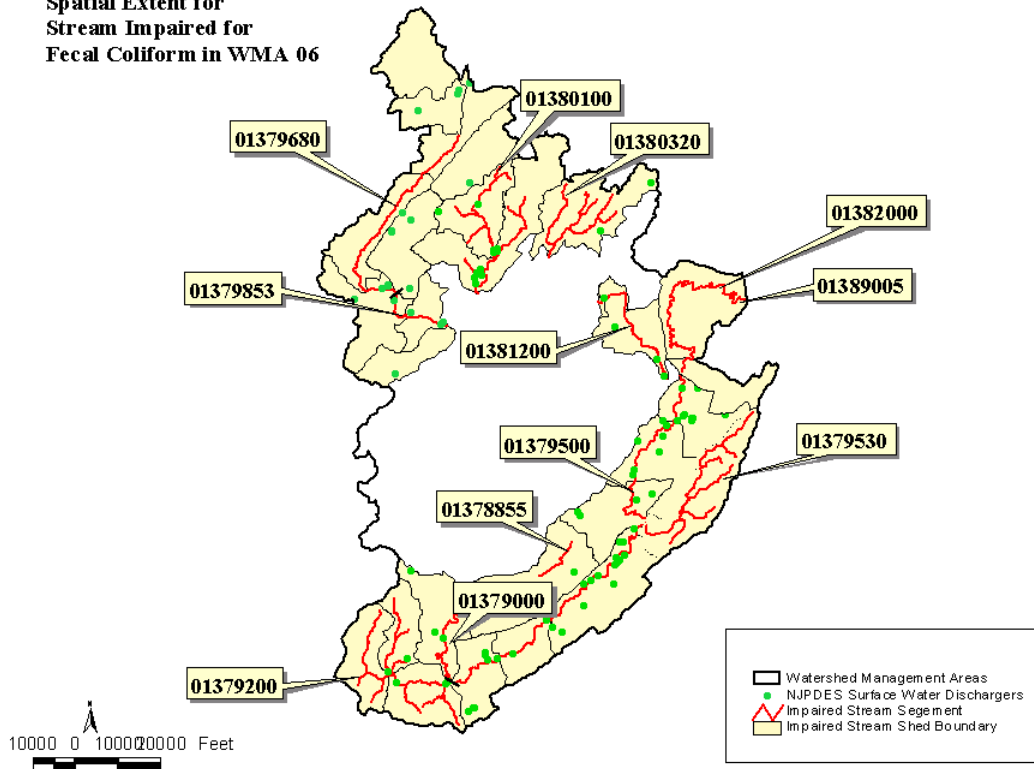 Spatial Extent for
Stream Impaired for
Fecal Coliform in WMA 06
01380100
01379680
01380320
01382000
01379853
01389005
01381200
01379500
01379530
01378855
01379000
01379200
Watershed Management Areas
NJPDES Surface Water Dischargers
Impaired Stream Segement
Impaired Stream Shed Boundary
N
10000 0 10000 20000 Feet